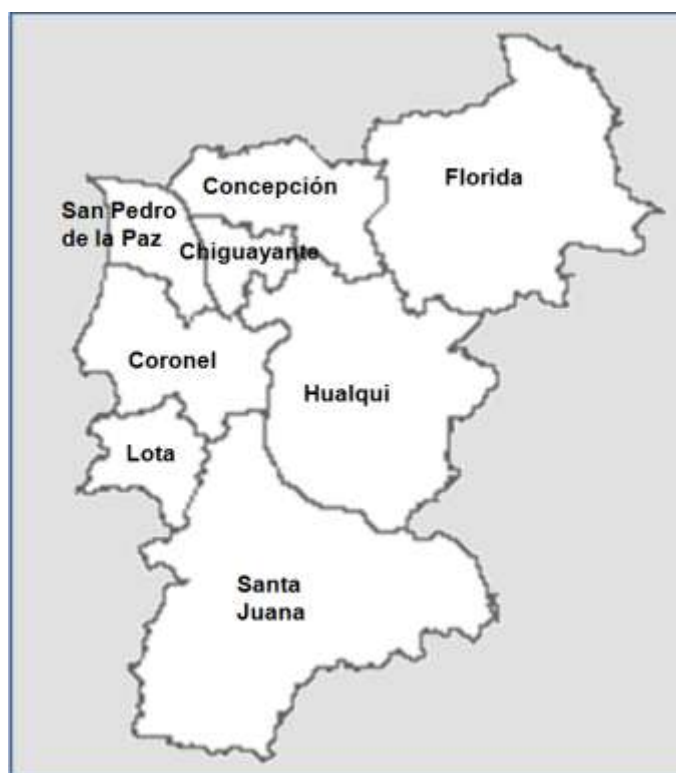 Florida
Concepción
San Pedro
de la Paz
Chiguayante
Coronel
Hualqui
Lota
Santa
Juana